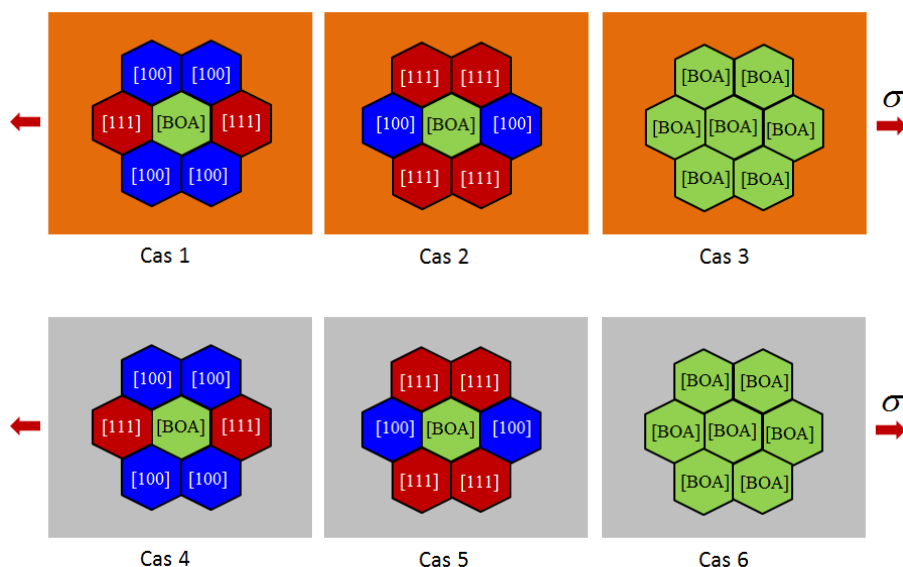 [100] [100] [111] [111] [BOA] [BOA]
[111] [BOA] [111] [100] [BOA] [100] [BOA] [BOA] [BOA] σ
[100] [100] [111] [111] [BOA] [BOA]
Cas 1 Cas 2 Cas 3
[100] [100] [111] [111] [BOA] [BOA]
[111] [BOA] [111] [100] [BOA] [100] [BOA] [BOA] [BOA] σ
[100] [100] [111] [111] [BOA] [BOA]
Cas 4 Cas 5 Cas 6